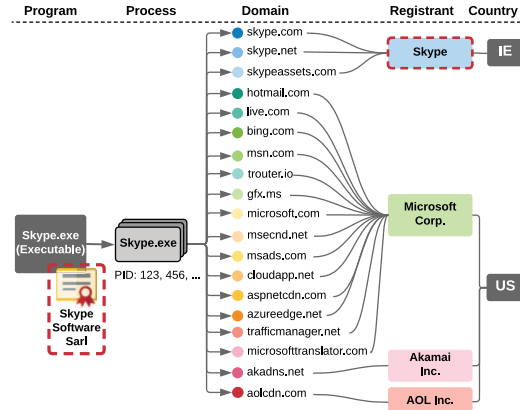 Program Process Domain Registrant Country
skype.com
skype.net
skypeassets.com
hotmail.com
live.com
bing.com
msn.com
trouter.io
gfx.ms
microsoft.com
msecnd.net
msads.com
cloudapp.net
aspnetcdn.com
azureedge.net
trafficmanager.net
microsofttranslator.com
akadns.net
aolcdn.com
Skype
IE
Microsoft
Corp.
US
Akamai
Inc.
AOL Inc.
Skype.exe
(Executable)
Skype.exe
PID: 123, 456, ...
Skype
Software
Sarl